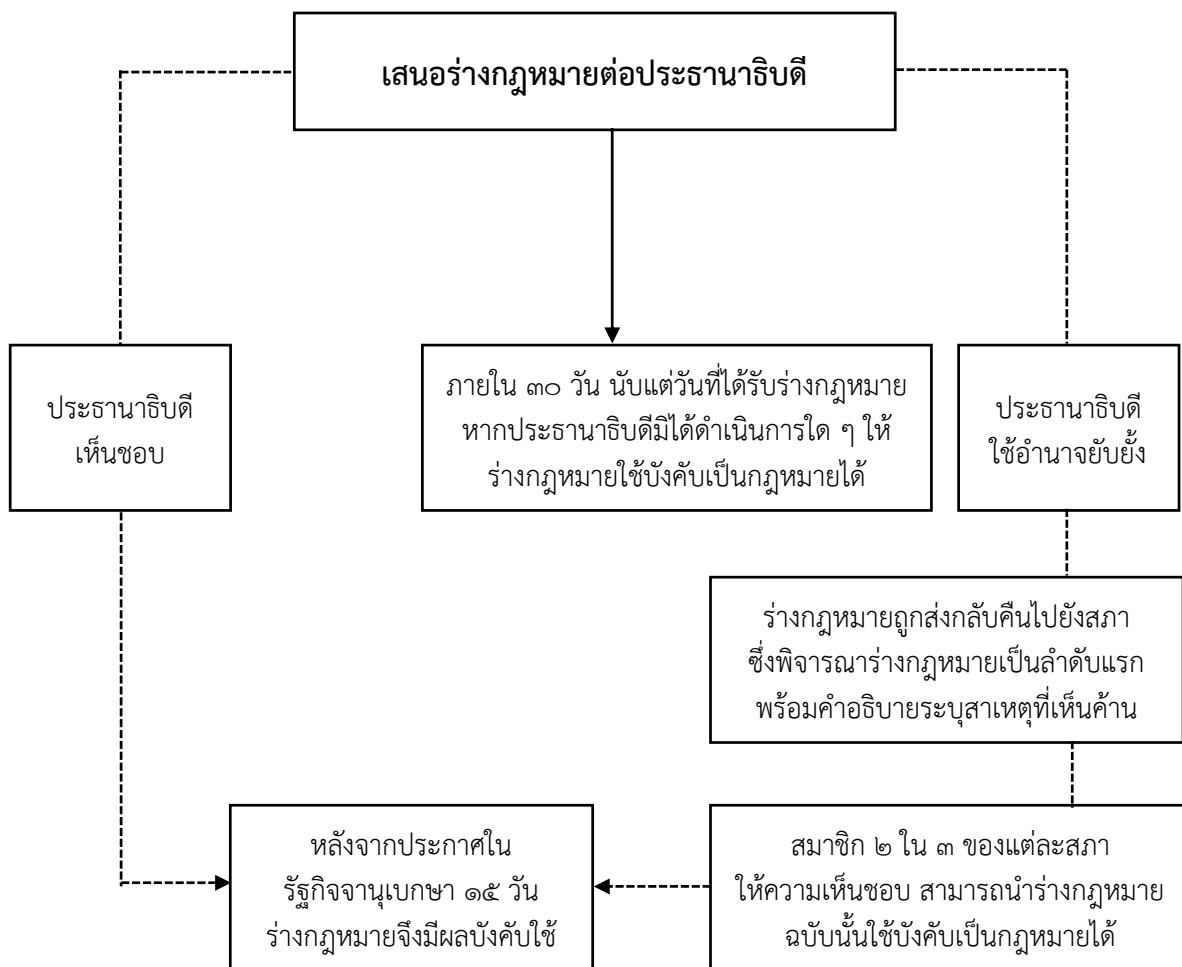 เสนอร่างกฎหมายต่อประธานาธิบดี
ประธานาธิบดี
เห็นชอบ
ภายใน ๓๐ วัน นับแต่วันที่ได้รับร่างกฎหมาย
หากประธานาธิบดีมิได้ดำเนินการใด ๆ ให้
ร่างกฎหมายใช้บังคับเป็นกฎหมายได้
ประธานาธิบดี
ใช้อำนาจยับยั้ง
ร่างกฎหมายถูกส่งกลับคืนไปยังสภา
ซึ่งพิจารณาร่างกฎหมายเป็นลำดับแรก
พร้อมคำอธิบายระบุสาเหตุที่เห็นค้าน
หลังจากประกาศใน
รัฐกิจจานุเบกษา ๑๕ วัน
ร่างกฎหมายจึงมีผลบังคับใช้
สมาชิก ๒ ใน ๓ ของแต่ละสภา
ให้ความเห็นชอบ สามารถนำร่างกฎหมาย
ฉบับนั้นใช้บังคับเป็นกฎหมายได้